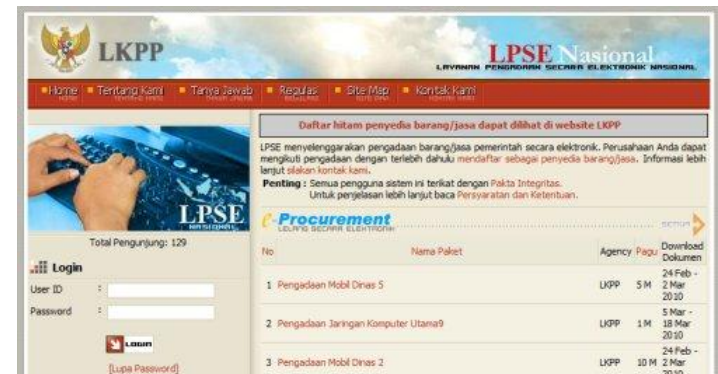 LKPP
LPSE Nasional
LAYANAN PENGADAAN SECARA ELEKTRONIK NASIONAL
Home
Tentang Kami
Tanya Jawab
Regulasi
Site Map
Kontak Kami
Daftar hitam penyedia barang/jasa dapat dilihat di website LKPP
LPSE menyelenggarakan pengadaan barang/jasa pemerintah secara elektronik. Perusahaan Anda dapat
mengikuti pengadaan dengan terlebih dahulu mendaftar sebagai penyedia barang/jasa. Informasi lebih
lanjut silakan kontak kami.
Penting : Semua pengguna sistem ini terikat dengan Pakta Integritas.
Untuk penjelasan lebih lanjut baca Persyaratan dan Ketentuan.
LPSE
NASIONAL
Total Pengunjung: 129
Login
User ID :
Password :
LOGIN
[Lupa Password]
e-Procurement
LELANG SECARA ELEKTRONIK
No Nama Paket Agency Pagu Download Dokumen
1 Pengadaan Mobil Dinas 5 LKPP 5 M 24 Feb - 2 Mar 2010
2 Pengadaan Jaringan Komputer Utama9 LKPP 1 M 5 Mar - 18 Mar 2010
3 Pengadaan Mobil Dinas 2 LKPP 10 M 24 Feb - 2 Mar 2010